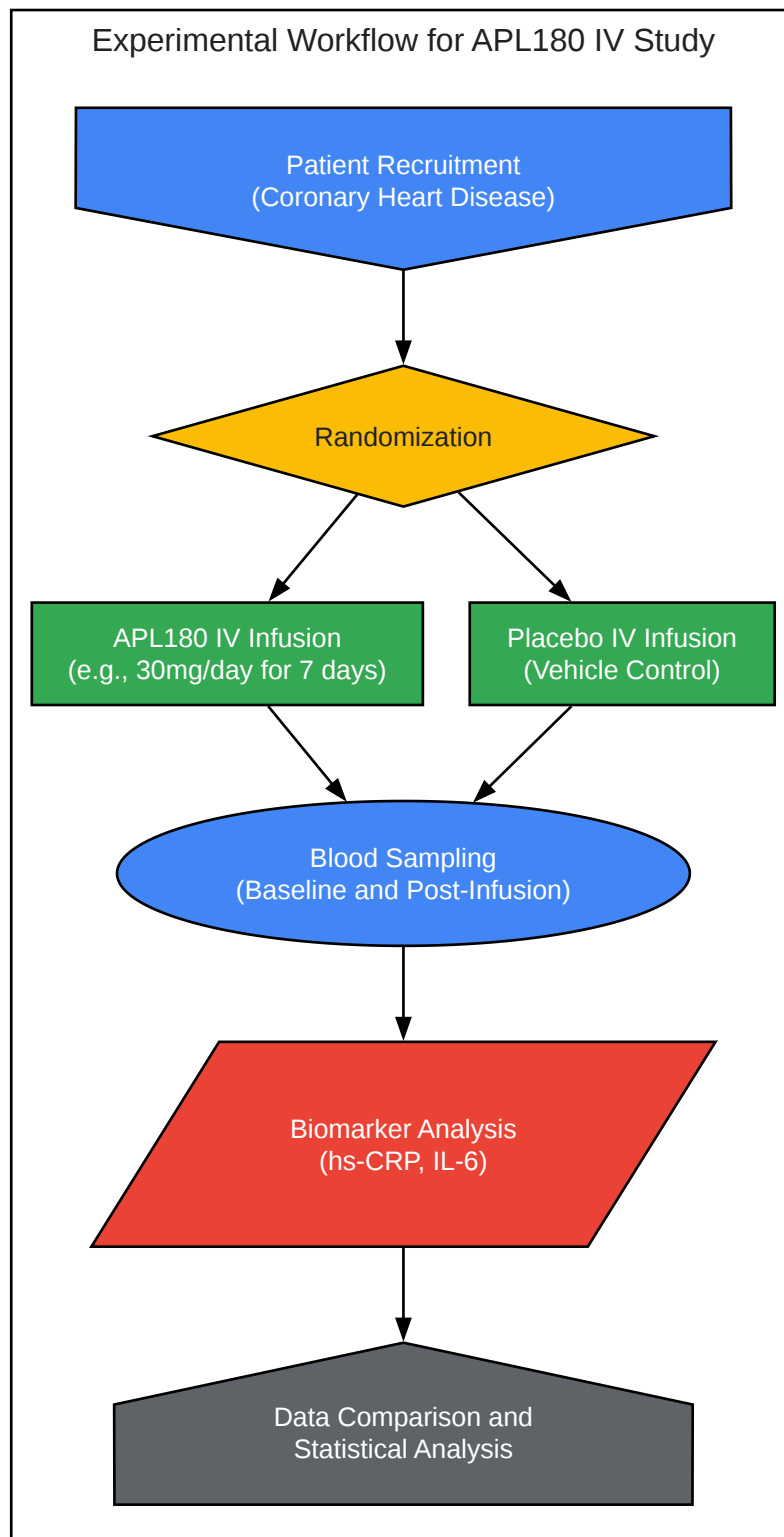 Experimental Workflow for APL180 IV Study
Patient Recruitment
(Coronary Heart Disease)
Randomization
APL180 IV Infusion
(e.g., 30mg/day for 7 days)
Placebo IV Infusion
(Vehicle Control)
Blood Sampling
(Baseline and Post-Infusion)
Biomarker Analysis
(hs-CRP, IL-6)
Data Comparison and
Statistical Analysis